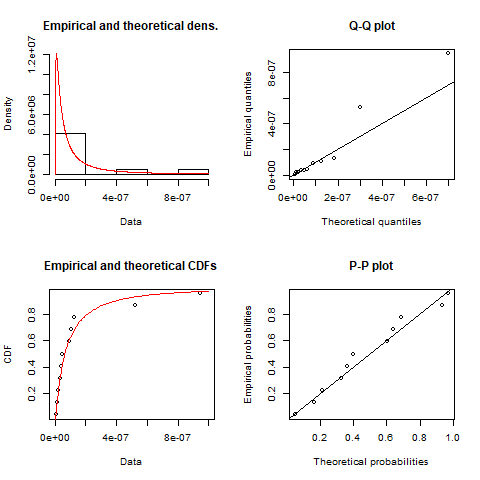 Empirical and theoretical dens.
Density
0.0e+00 6.0e+06 1.2e+07
0e+00 4e-07 8e-07
Data
Q-Q plot
Empirical quantiles
0e+00 4e-07 8e-07
0e+00 2e-07 4e-07 6e-07
Theoretical quantiles
Empirical and theoretical CDFs
CDF
0.2 0.4 0.6 0.8
0e+00 4e-07 8e-07
Data
P-P plot
Empirical probabilities
0.2 0.4 0.6 0.8
0.2 0.4 0.6 0.8 1.0
Theoretical probabilities